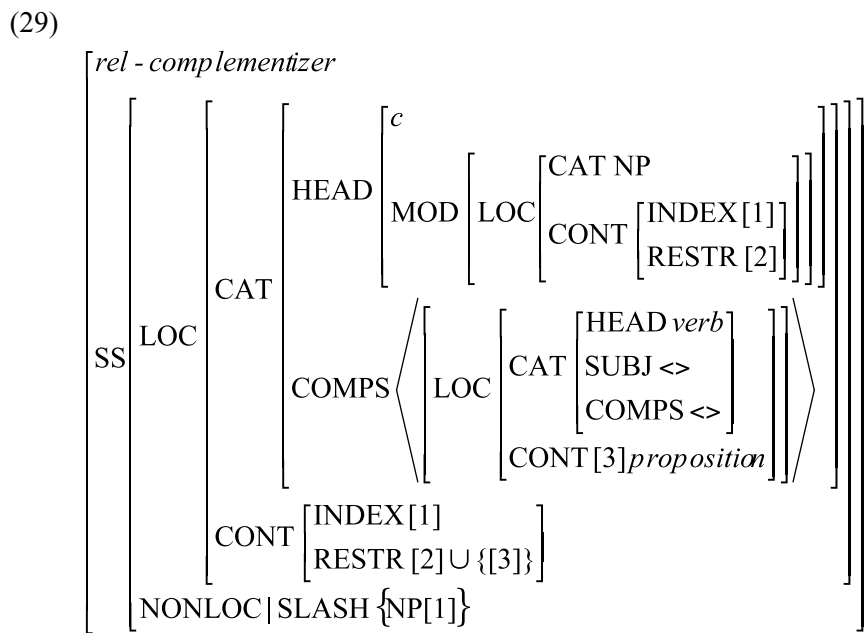 (29)
rel - complementizer
c
CAT NP
HEAD
MOD LOC INDEX [1]
CONT
RESTR [2]
CAT
LOC HEAD verb
SS CAT SUBJ <>
COMPS < LOC COMPS <> >
CONT [3] proposition
INDEX [1]
CONT
RESTR [2] ∪ {[3]}
NONLOC | SLASH {NP[1]}